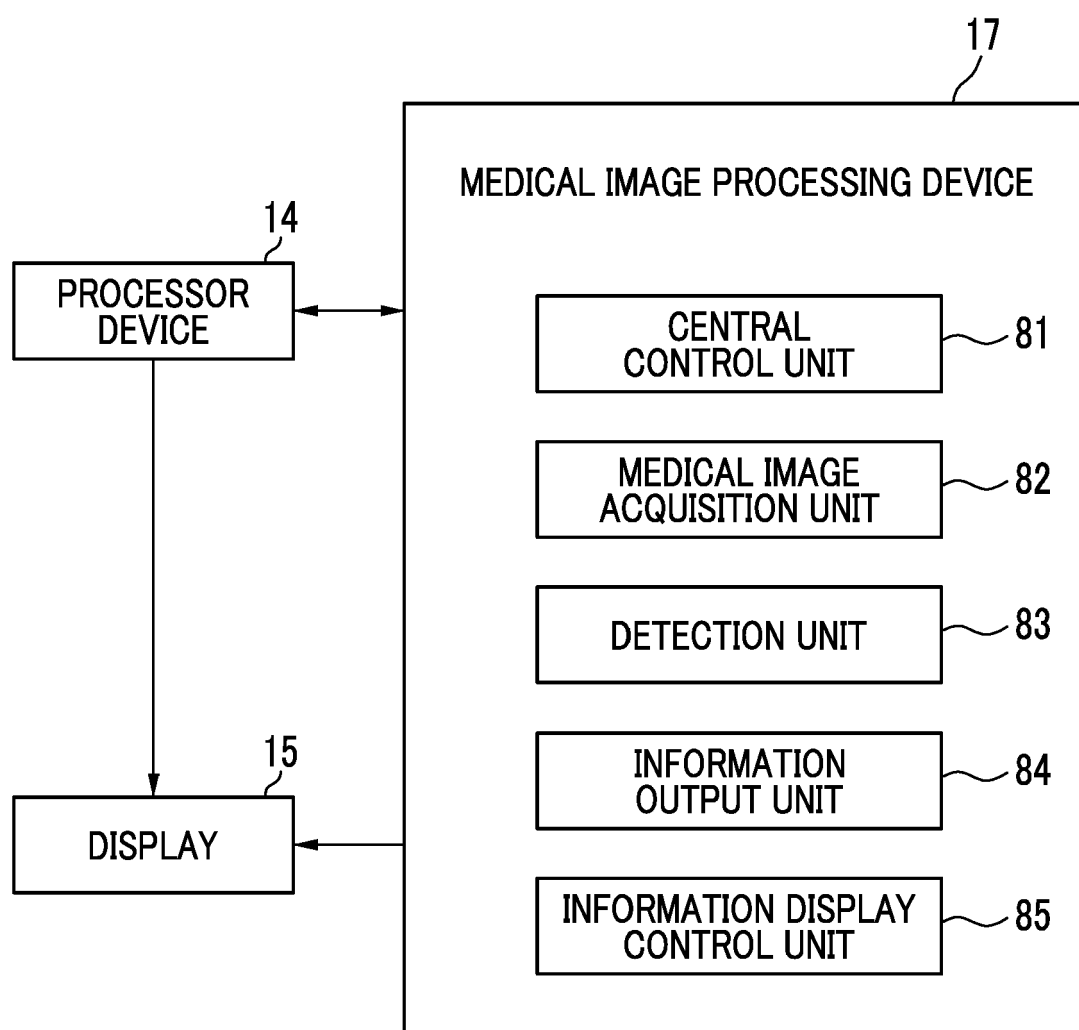 17
MEDICAL IMAGE PROCESSING DEVICE
14
PROCESSOR
DEVICE
CENTRAL
CONTROL UNIT
81
MEDICAL IMAGE
ACQUISITION UNIT
82
DETECTION UNIT
83
15
DISPLAY
INFORMATION
OUTPUT UNIT
84
INFORMATION DISPLAY
CONTROL UNIT
85